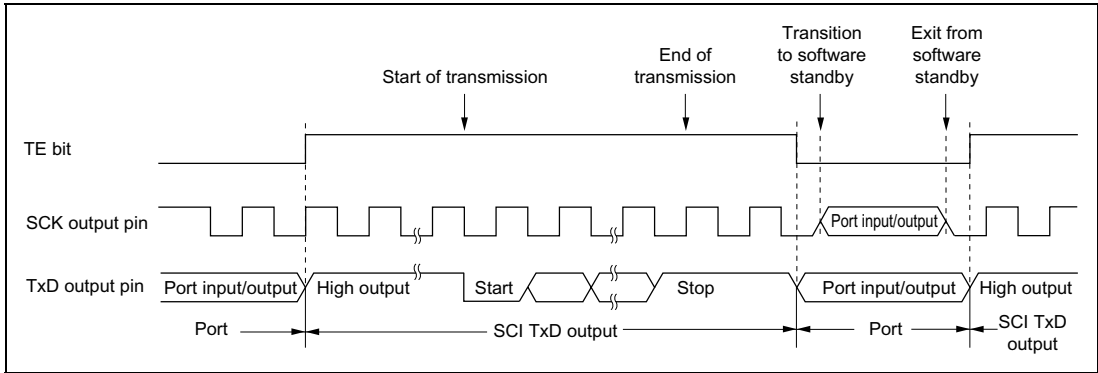 Transition
to software
standby
Exit from
software
standby
Start of transmission
End of
transmission
TE bit
SCK output pin
Port input/output
TxD output pin
Port input/output
High output
Start
Stop
Port input/output
High output
Port
SCI TxD output
Port
SCI TxD
output